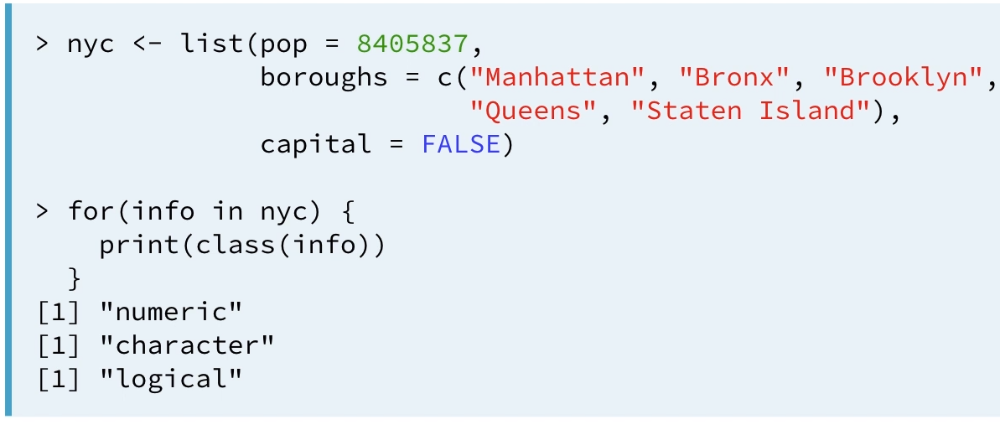 > nyc <- list(pop = 8405837,
              boroughs = c("Manhattan", "Bronx", "Brooklyn",
                           "Queens", "Staten Island"),
              capital = FALSE)
> for(info in nyc) {
    print(class(info))
  }
[1] "numeric"
[1] "character"
[1] "logical"